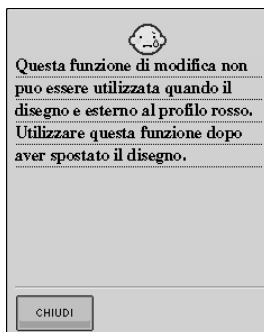 Questa funzione di modifica non
puo essere utilizzata quando il
disegno e esterno al profilo rosso.
Utilizzare questa funzione dopo
aver spostato il disegno.
CHIUDI